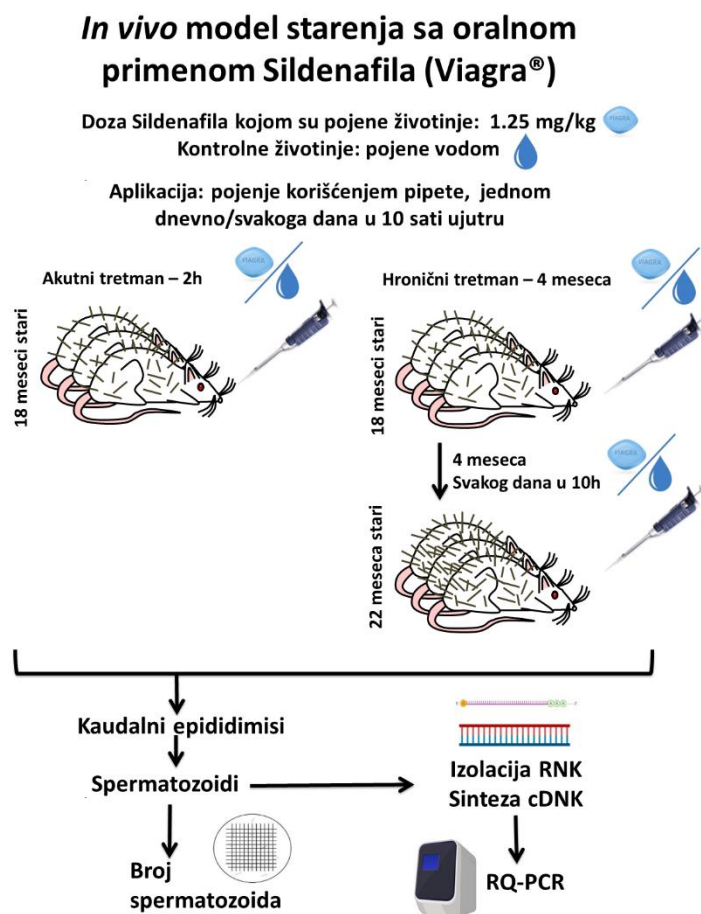 In vivo model starenja sa oralnom
primenom Sildenafila (Viagra®)
Doza Sildenafila kojom su pojene životinje: 1.25 mg/kg
Kontrolne životinje: pojene vodom
Aplikacija: pojenje korišćenjem pipete, jednom
dnevno/svakoga dana u 10 sati ujutru
Akutni tretman – 2h
18 meseci stari
Hronični tretman – 4 meseca
18 meseci stari
4 meseca
Svakog dana u 10h
22 meseca stari
Kaudalni epididimisi
Spermatozoidi
Broj
spermatozoida
Izolacija RNK
Sinteza cDNK
RQ-PCR